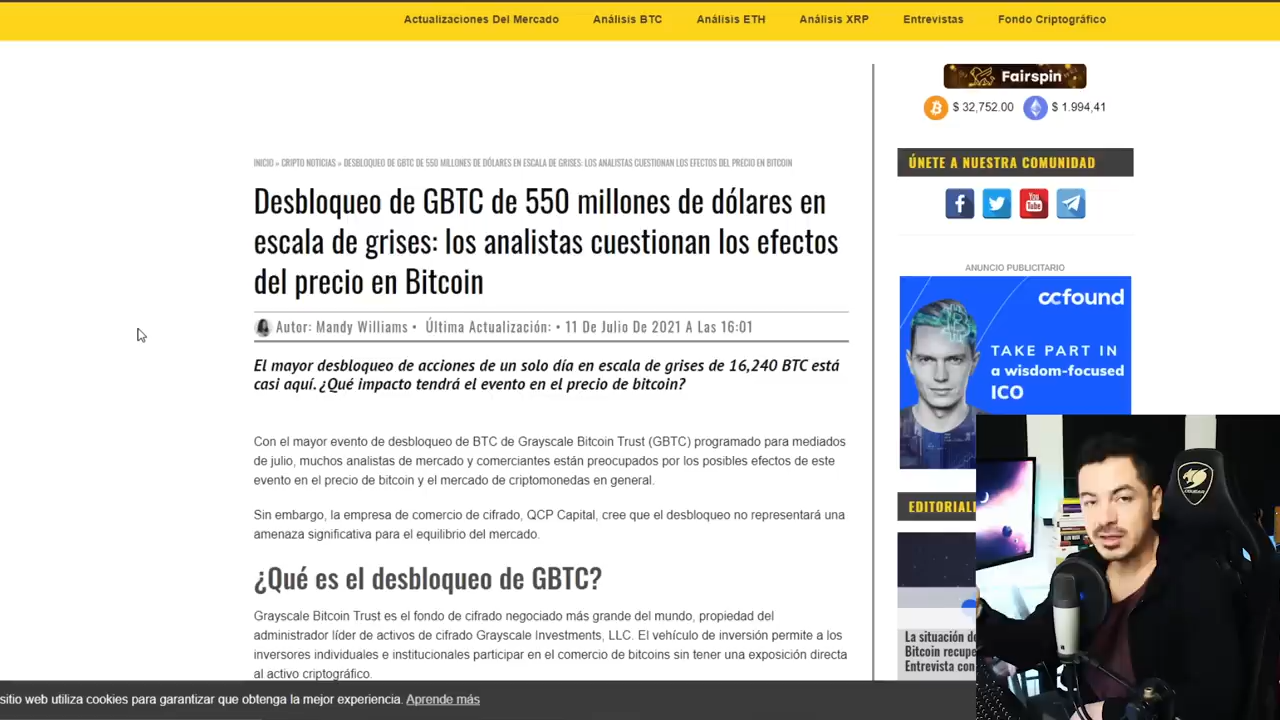 Actualizaciones Del Mercado
Análisis BTC
Análisis ETH
Análisis XRP
Entrevistas
Fondo Criptográfico
Fairspin
$ 32,752.00
$ 1.994,41
INICIO » CRIPTO NOTICIAS » DESBLOQUEO DE GBTC DE 550 MILLONES DE DÓLARES EN ESCALA DE GRISES: LOS ANALISTAS CUESTIONAN LOS EFECTOS DEL PRECIO EN BITCOIN
Desbloqueo de GBTC de 550 millones de dólares en
escala de grises: los analistas cuestionan los efectos
del precio en Bitcoin
Autor: Mandy Williams • Última Actualización: • 11 De Julio De 2021 A Las 16:01
El mayor desbloqueo de acciones de un solo día en escala de grises de 16,240 BTC está
casi aquí. ¿Qué impacto tendrá el evento en el precio de bitcoin?
Con el mayor evento de desbloqueo de BTC de Grayscale Bitcoin Trust (GBTC) programado para mediados
de julio, muchos analistas de mercado y comerciantes están preocupados por los posibles efectos de este
evento en el precio de bitcoin y el mercado de criptomonedas en general.
Sin embargo, la empresa de comercio de cifrado, QCP Capital, cree que el desbloqueo no representará una
amenaza significativa para el equilibrio del mercado.
¿Qué es el desbloqueo de GBTC?
Grayscale Bitcoin Trust es el fondo de cifrado negociado más grande del mundo, propiedad del
administrador líder de activos de cifrado Grayscale Investments, LLC. El vehículo de inversión permite a los
inversores individuales e institucionales participar en el comercio de bitcoins sin tener una exposición directa
al activo criptográfico.
ÚNETE A NUESTRA COMUNIDAD
You
Tube
ANUNCIO PUBLICITARIO
ccfound
TAKE PART IN
a wisdom-focused
ICO
EDITORIAL
La situación de
Bitcoin recupe
Entrevista con
COUGAR
sitio web utiliza cookies para garantizar que obtenga la mejor experiencia. Aprende más